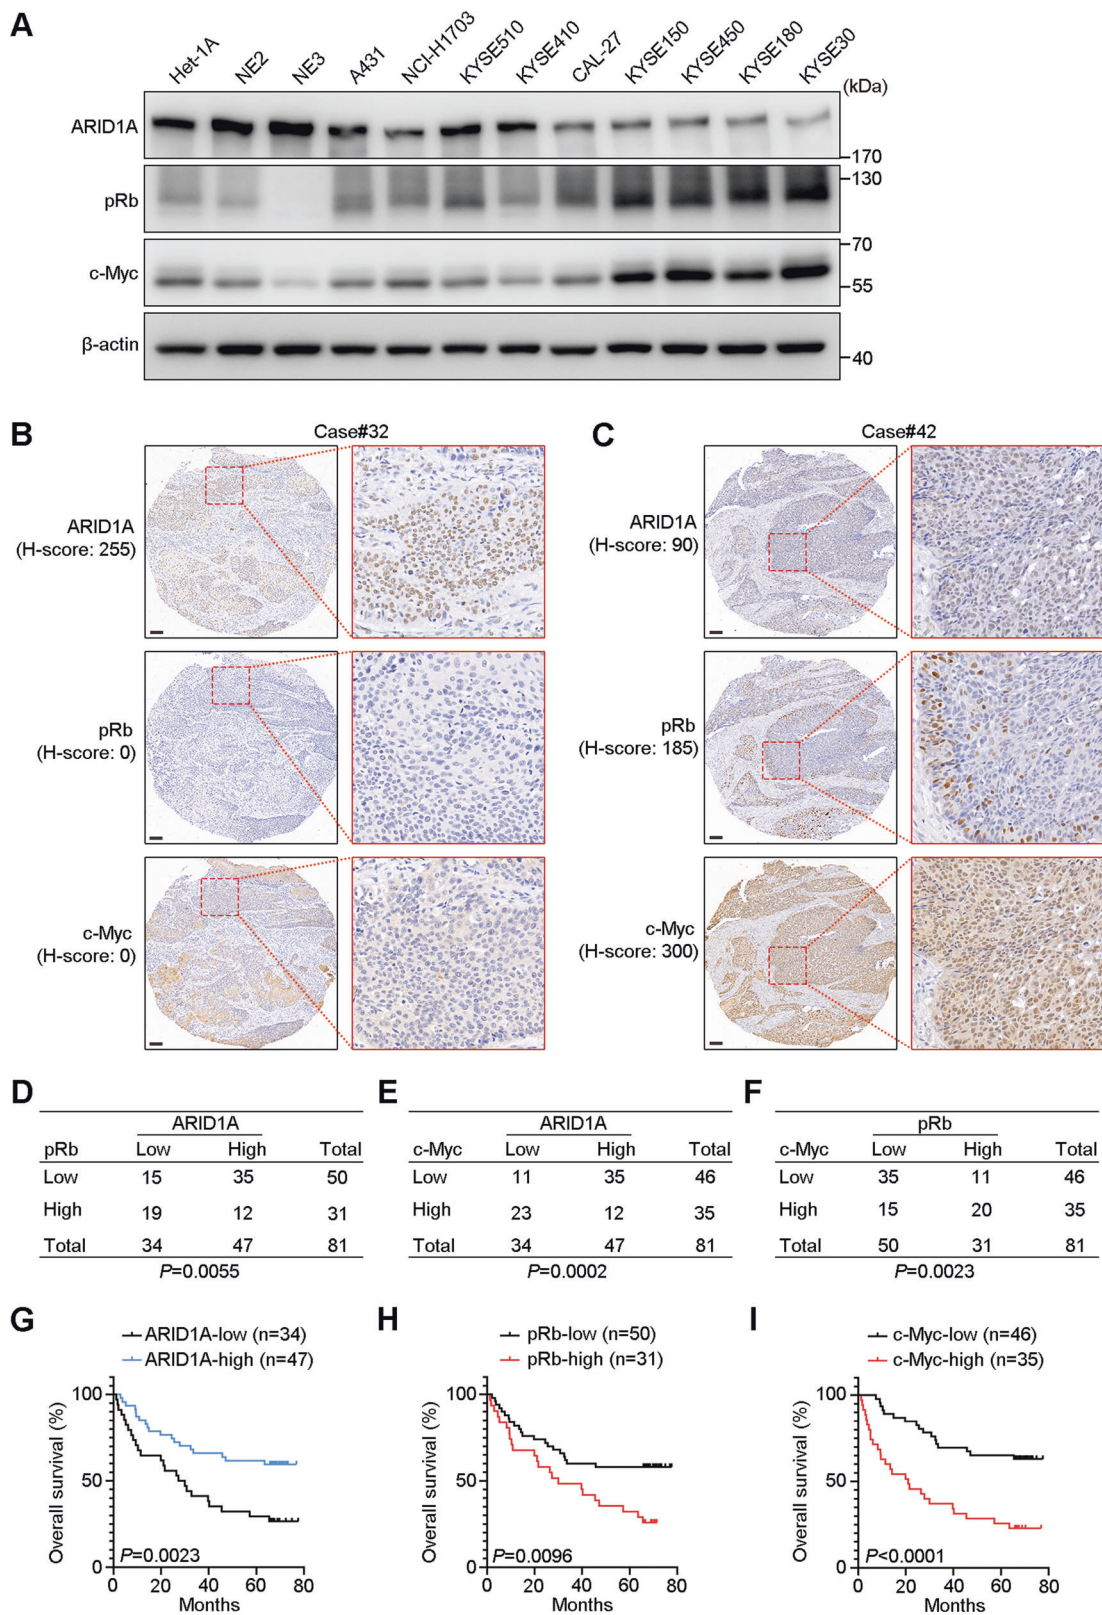 A
Het-1A NE2 NE3 A431 NCI-H1703 KYSE510 KYSE410 CAL-27 KYSE150 KYSE450 KYSE180 KYSE30
(kDa)
ARID1A
170
pRb
130
c-Myc
70
55
β-actin
40
B
Case#32
ARID1A
(H-score: 255)
pRb
(H-score: 0)
c-Myc
(H-score: 0)
C
Case#42
ARID1A
(H-score: 90)
pRb
(H-score: 185)
c-Myc
(H-score: 300)
D
ARID1A
pRb Low High Total
Low 15 35 50
High 19 12 31
Total 34 47 81
P=0.0055
E
ARID1A
c-Myc Low High Total
Low 11 35 46
High 23 12 35
Total 34 47 81
P=0.0002
F
pRb
c-Myc Low High Total
Low 35 11 46
High 15 20 35
Total 50 31 81
P=0.0023
G
ARID1A-low (n=34)
ARID1A-high (n=47)
Overall survival (%)
100
50
0
P=0.0023
0 20 40 60 80
Months
H
pRb-low (n=50)
pRb-high (n=31)
Overall survival (%)
100
50
0
P=0.0096
0 20 40 60 80
Months
I
c-Myc-low (n=46)
c-Myc-high (n=35)
Overall survival (%)
100
50
0
P<0.0001
0 20 40 60 80
Months